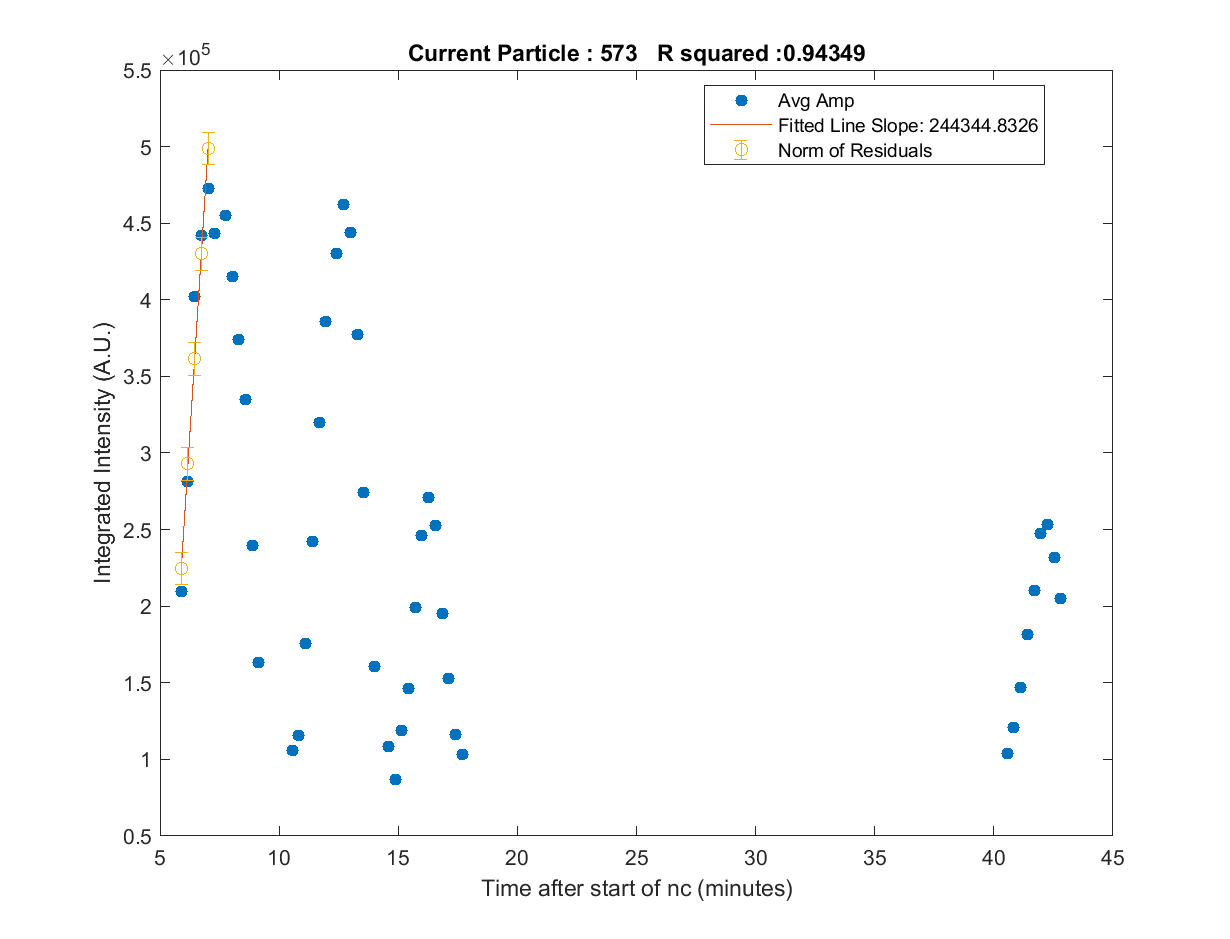 Current Particle : 573 R squared :0.94349
×10^5
5.5
5
4.5
4
3.5
3
2.5
2
1.5
1
0.5
5 10 15 20 25 30 35 40 45
Integrated Intensity (A.U.)
Time after start of nc (minutes)
Avg Amp
Fitted Line Slope: 244344.8326
Norm of Residuals